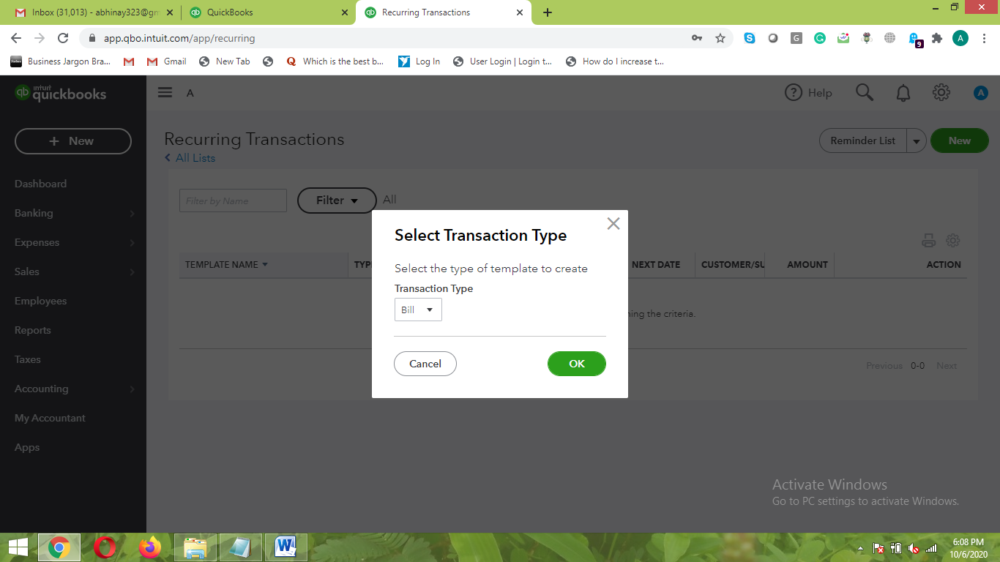 Inbox (31,013) - abhinay323@gm
QuickBooks
Recurring Transactions
app.qbo.intuit.com/app/recurring
G
G
9
A
Business Jargon Bra...
Gmail
New Tab
Which is the best b...
Log In
User Login | Login t...
How do I increase t...
intuit
quickbooks
A
Help
A
+ New
Recurring Transactions
All Lists
Reminder List
New
Dashboard
Banking
Expenses
Sales
Employees
Reports
Taxes
Accounting
My Accountant
Apps
Filter by Name
Filter
All
Select Transaction Type
Select the type of template to create
Transaction Type
Bill
Cancel
OK
TEMPLATE NAME
TYP
NEXT DATE
CUSTOMER/SU
AMOUNT
ACTION
ing the criteria.
Previous 0-0 Next
Activate Windows
Go to PC settings to activate Windows.
6:08 PM
10/6/2020